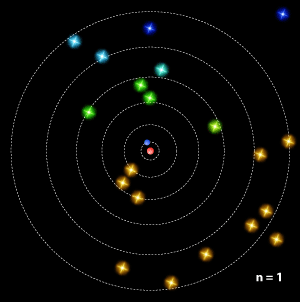 n = 1